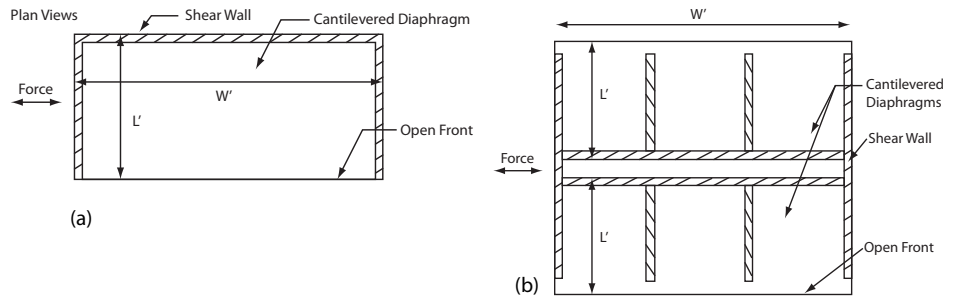 Plan Views
Shear Wall
Cantilevered Diaphragm
Force
W'
L'
Open Front
(a)
W'
L'
Cantilevered
Diaphragms
Shear Wall
Force
L'
Open Front
(b)